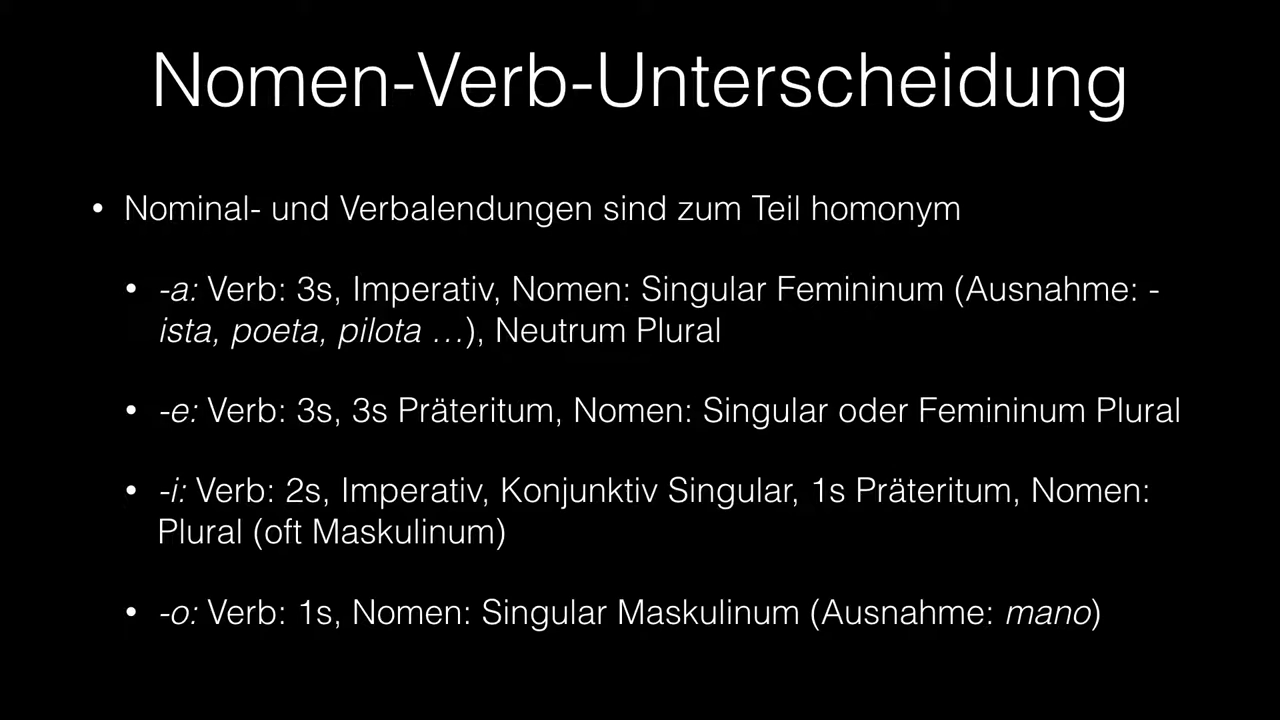 Nomen-Verb-Unterscheidung
• Nominal- und Verbalendungen sind zum Teil homonym
• -a: Verb: 3s, Imperativ, Nomen: Singular Femininum (Ausnahme: -
ista, poeta, pilota …), Neutrum Plural
• -e: Verb: 3s, 3s Präteritum, Nomen: Singular oder Femininum Plural
• -i: Verb: 2s, Imperativ, Konjunktiv Singular, 1s Präteritum, Nomen:
Plural (oft Maskulinum)
• -o: Verb: 1s, Nomen: Singular Maskulinum (Ausnahme: mano)